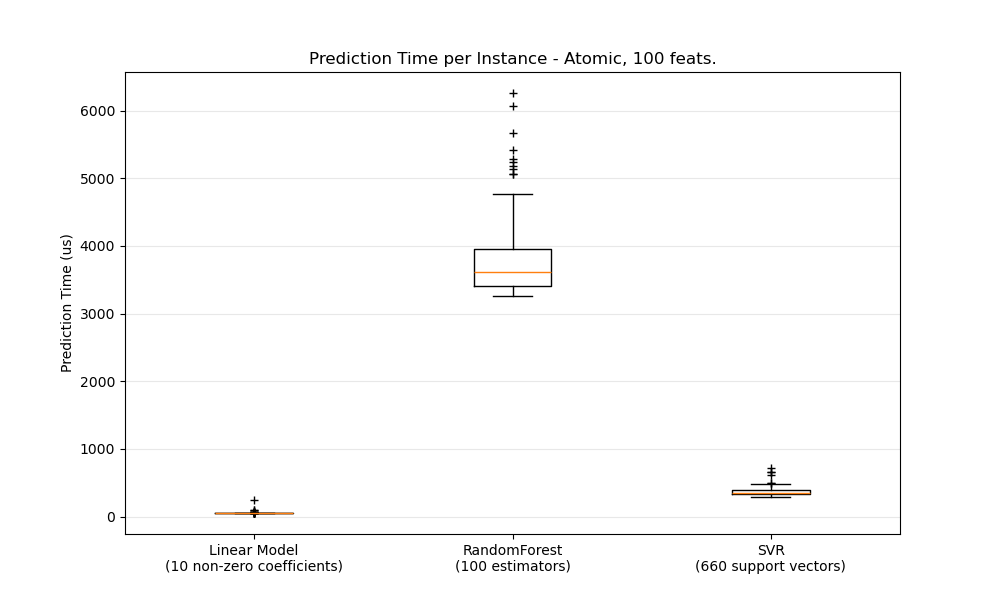 Prediction Time per Instance - Atomic, 100 feats.
Prediction Time (us)
6000
5000
4000
3000
2000
1000
0
Linear Model
(10 non-zero coefficients)
RandomForest
(100 estimators)
SVR
(660 support vectors)